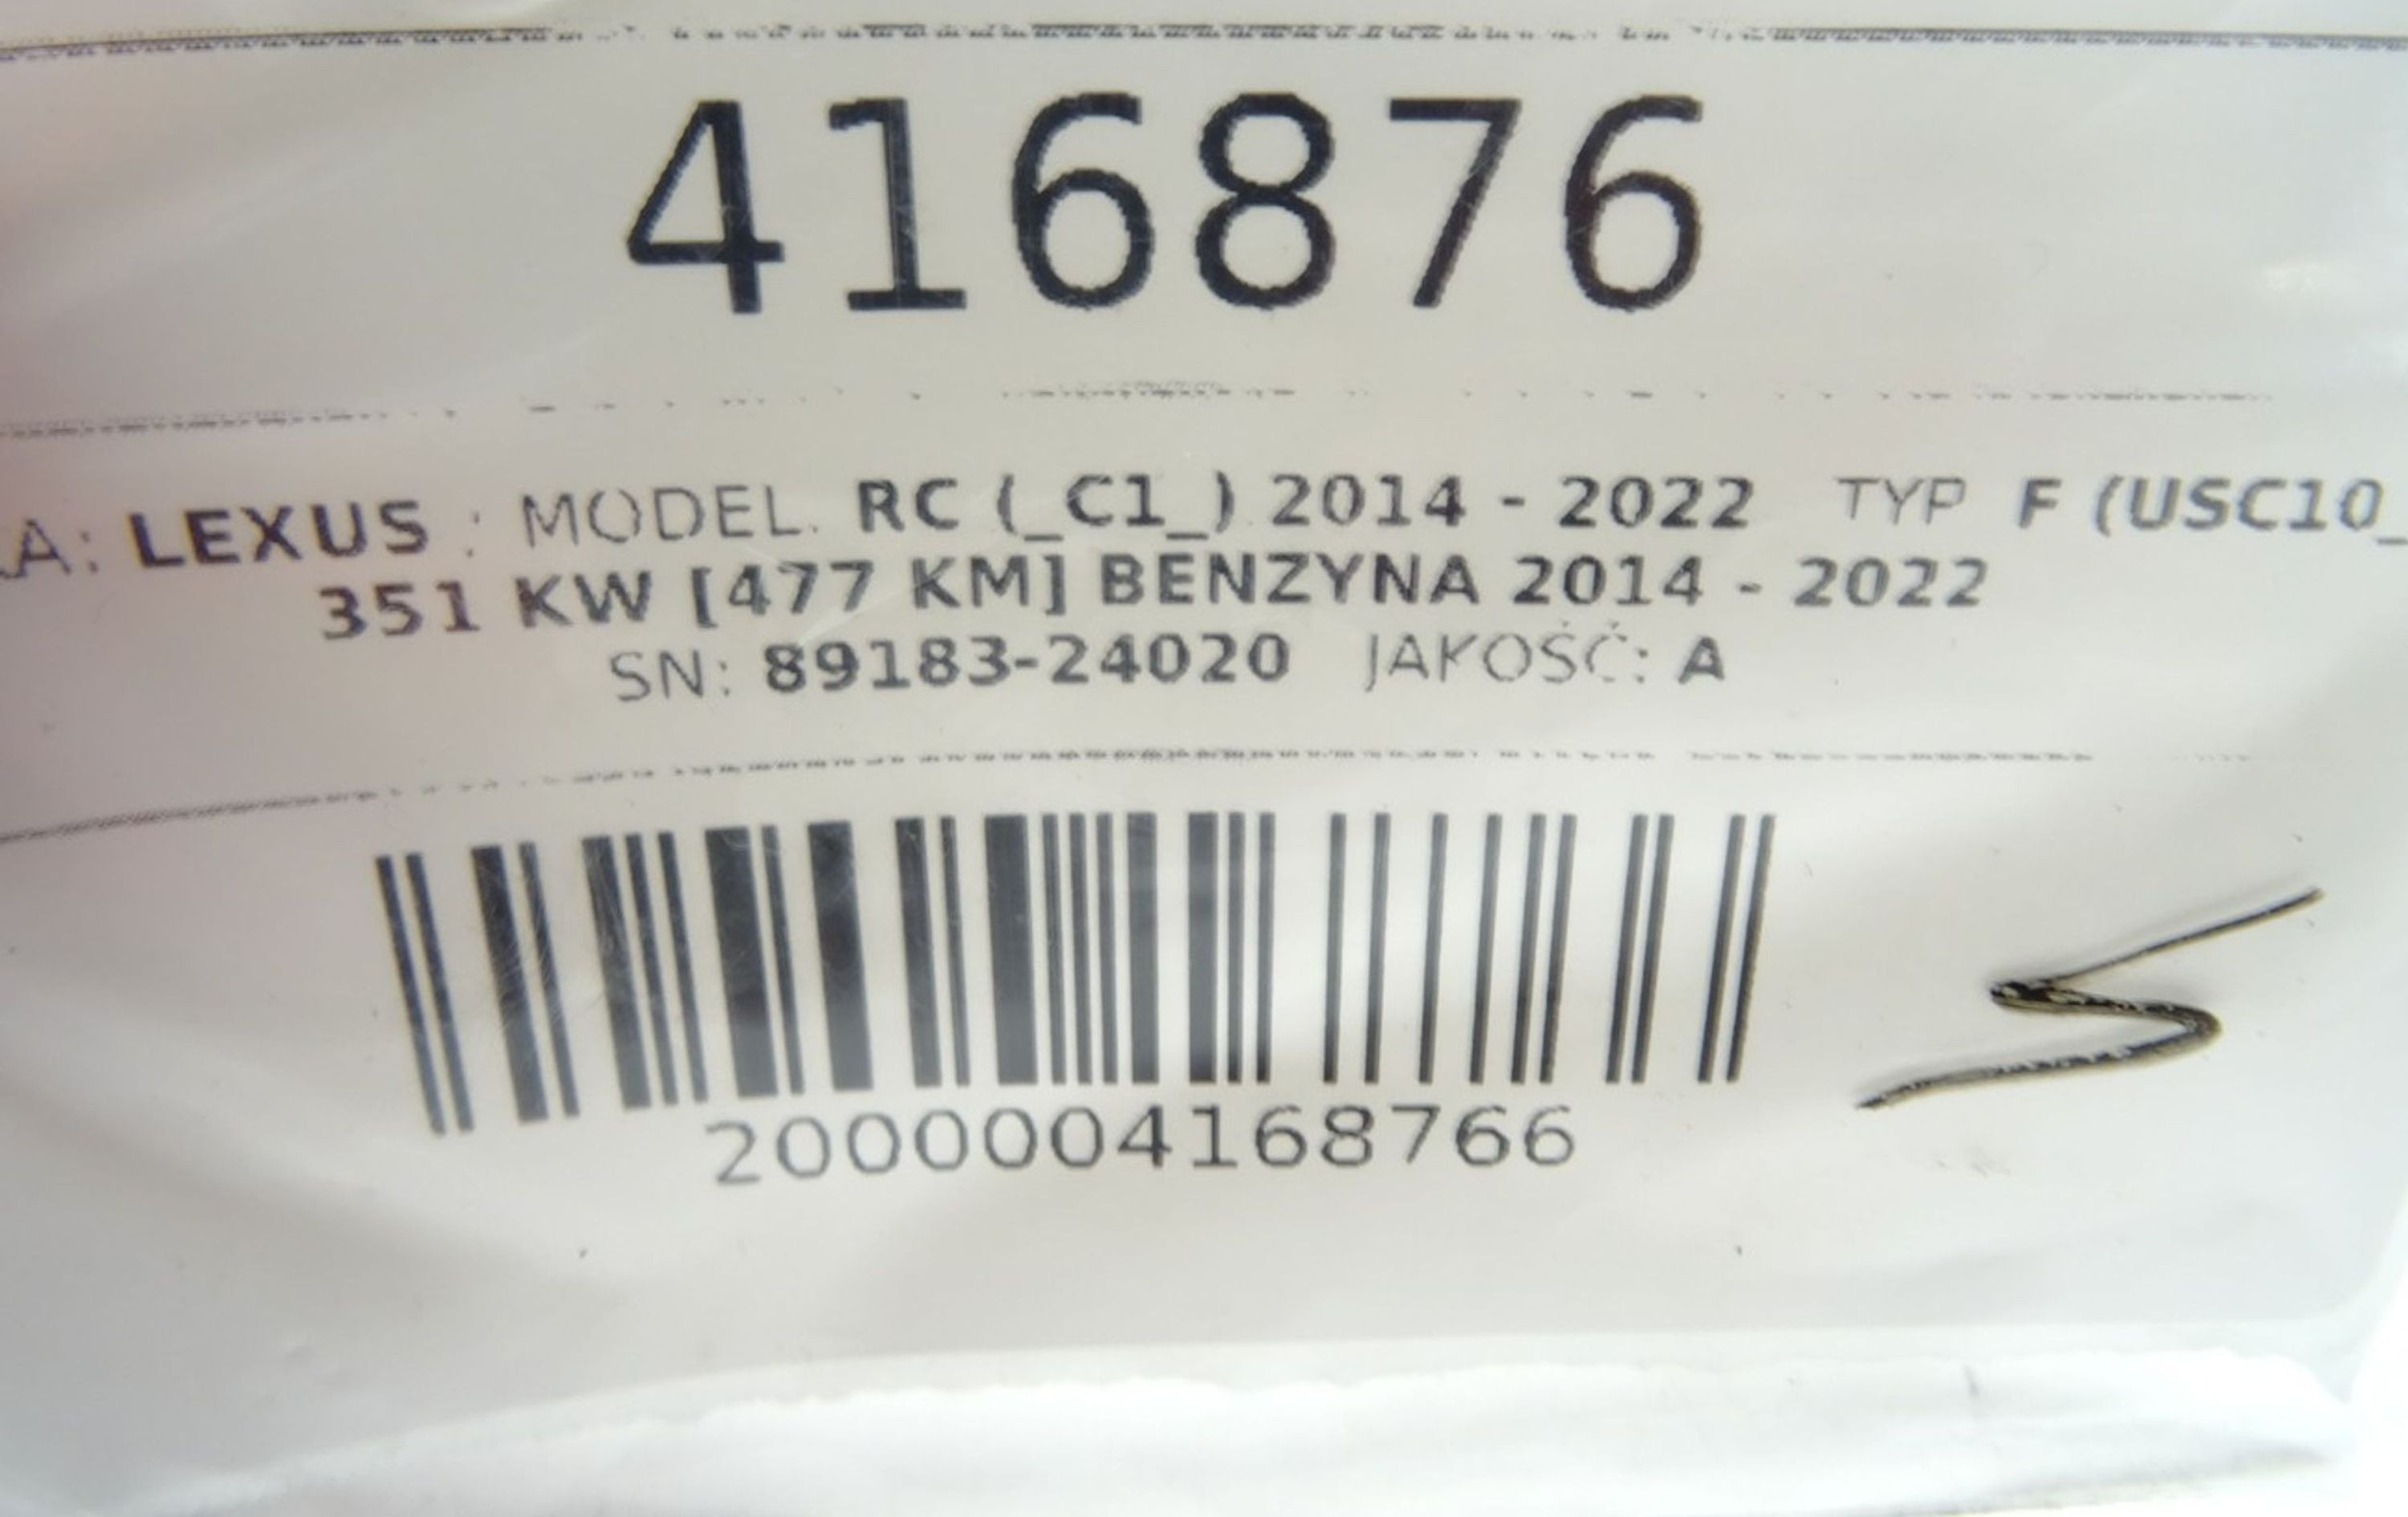 416876
A: LEXUS : MODEL: RC (_C1_) 2014 - 2022 TYP F (USC10_
351 KW [477 KM] BENZYNA 2014 - 2022
SN: 89183-24020 JAKOŚĆ: A
2000004168766